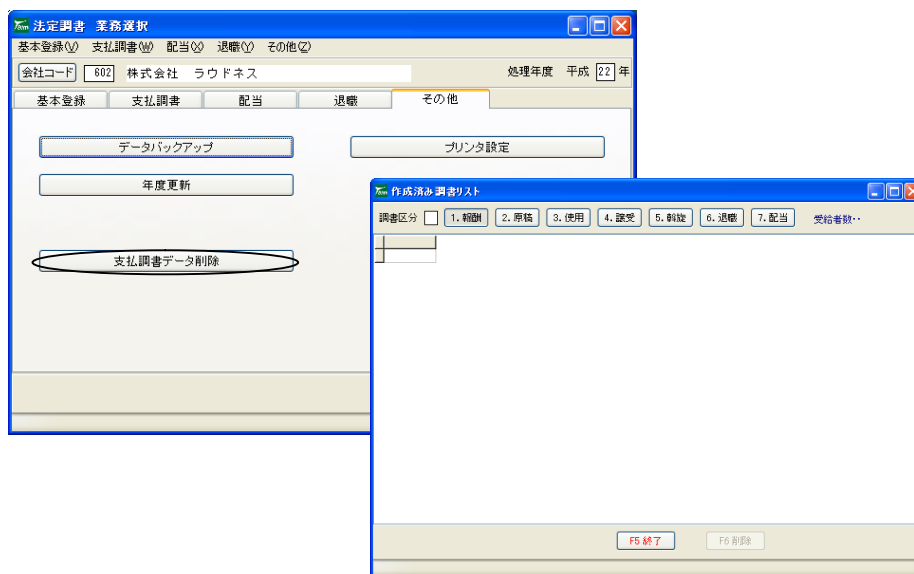 法定調書 業務選択
基本登録(V) 支払調書(W) 配当(X) 退職(Y) その他(Z)
会社コード 602 株式会社 ラウドネス 処理年度 平成 22 年
基本登録 支払調書 配当 退職 その他
データバックアップ プリンタ設定
年度更新
支払調書データ削除
作成済み調書リスト
調書区分 1.報酬 2.原稿 3.使用 4.譲受 5.斡旋 6.退職 7.配当 受給者数･･
F5 終了 F6 削除